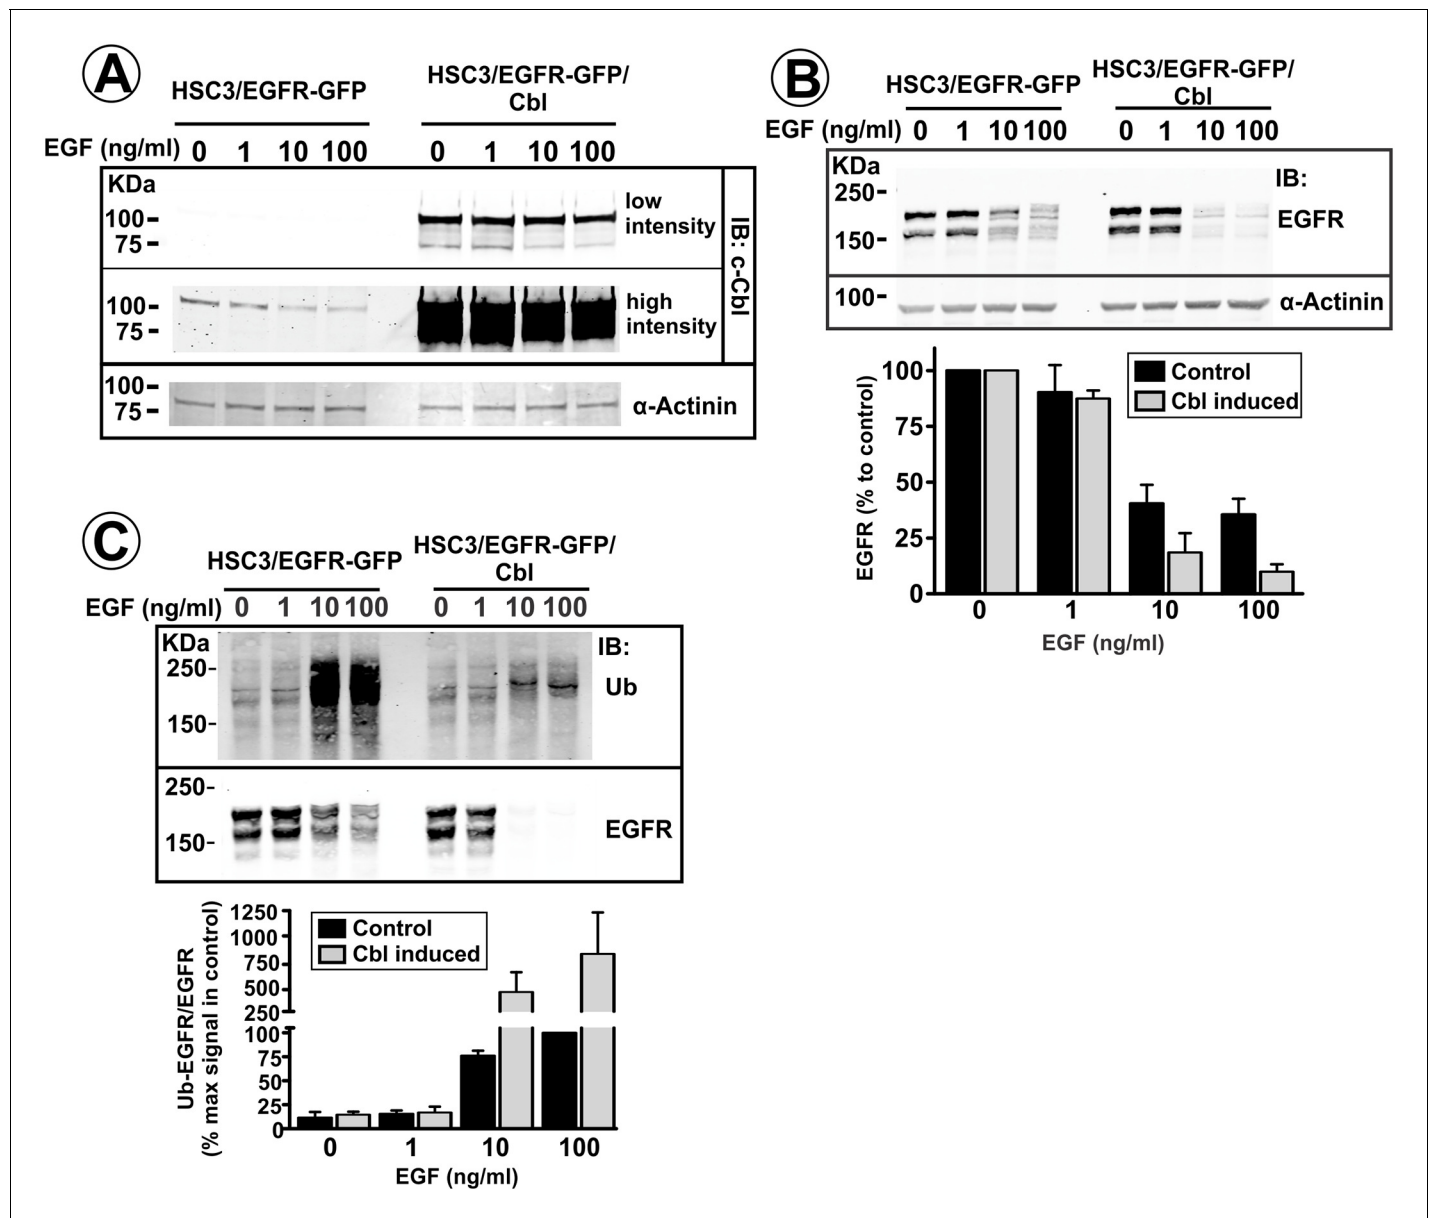 A
HSC3/EGFR-GFP
HSC3/EGFR-GFP/
Cbl
EGF (ng/ml) 0 1 10 100 0 1 10 100
KDa
100
75
low
intensity
100
75
high
intensity
IB: c-Cbl
100
75
α-Actinin
B
HSC3/EGFR-GFP
HSC3/EGFR-GFP/
Cbl
EGF (ng/ml) 0 1 10 100 0 1 10 100
KDa
250
150
IB:
EGFR
100
α-Actinin
EGFR (% to control)
100
75
50
25
0
Control
Cbl induced
0 1 10 100
EGF (ng/ml)
C
HSC3/EGFR-GFP
HSC3/EGFR-GFP/
Cbl
EGF (ng/ml) 0 1 10 100 0 1 10 100
KDa
250
150
IB:
Ub
250
150
EGFR
Ub-EGFR/EGFR
(% max signal in control)
1250
1000
750
500
250
100
75
50
25
0
Control
Cbl induced
0 1 10 100
EGF (ng/ml)